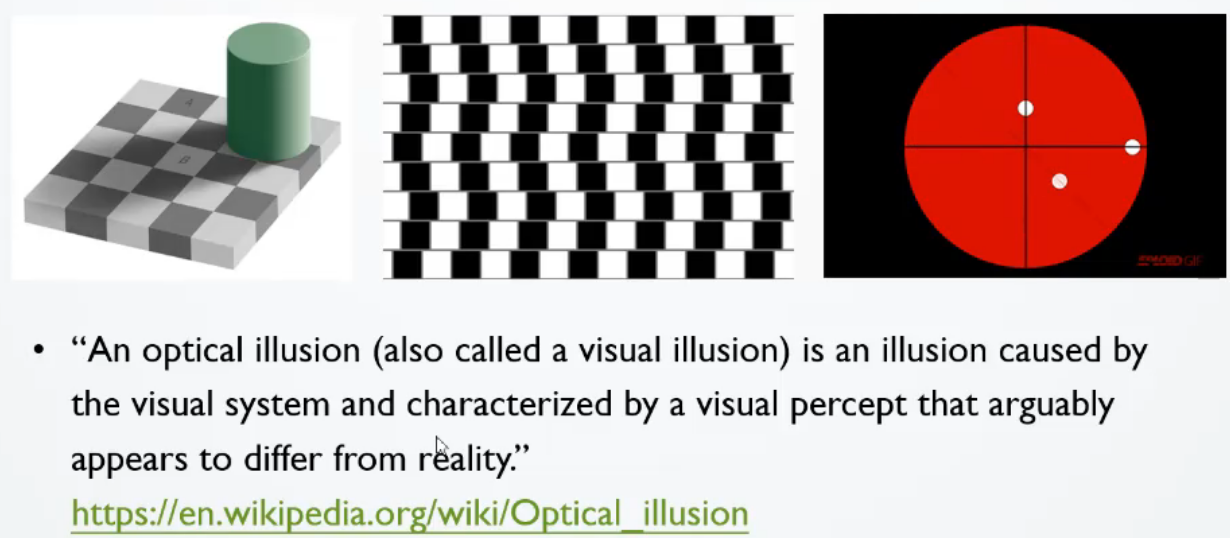 A
B
• “An optical illusion (also called a visual illusion) is an illusion caused by
the visual system and characterized by a visual percept that arguably
appears to differ from reality.”
https://en.wikipedia.org/wiki/Optical_illusion